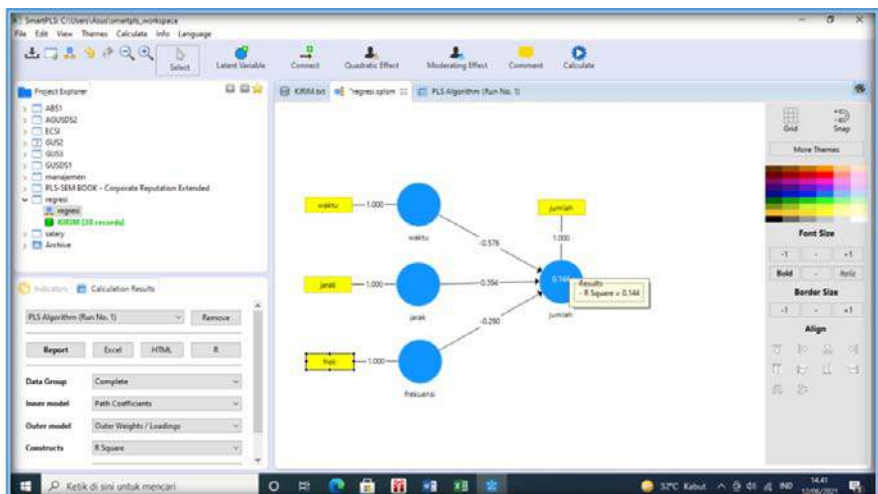 SmartPLS: C:\Users\Asus\smartpls_workspace
File Edit View Themes Calculate Info Language
Select
Latent Variable
Connect
Quadratic Effect
Moderating Effect
Comment
Calculate
Project Explorer
ABS1
AGUSDS2
ECSI
GUS2
GUS3
GUSDS1
manajemen
PLS-SEM BOOK - Corporate Reputation Extended
regresi
regresi
KIRIM (30 records)
salary
Archive
Indicators
Calculation Results
PLS Algorithm (Run No. 1)
Remove
Report
Excel
HTML
R
Data Group
Complete
Inner model
Path Coefficients
Outer model
Outer Weights / Loadings
Constructs
R Square
KIRIM.txt
*regresi.splsm
PLS Algorithm (Run No. 1)
waktu
1.000
waktu
-0.578
jumlah
1.000
jarak
1.000
jarak
0.394
0.144
Results
- R Square = 0.144
jumlah
1.000
frekuensi
-0.290
Grid
Snap
More Themes
Font Size
-1
-
+1
Bold
-
Italic
Border Size
-1
-
+1
Align
Ketik di sini untuk mencari
32°C Kabut
IND
14.41
12/06/2021